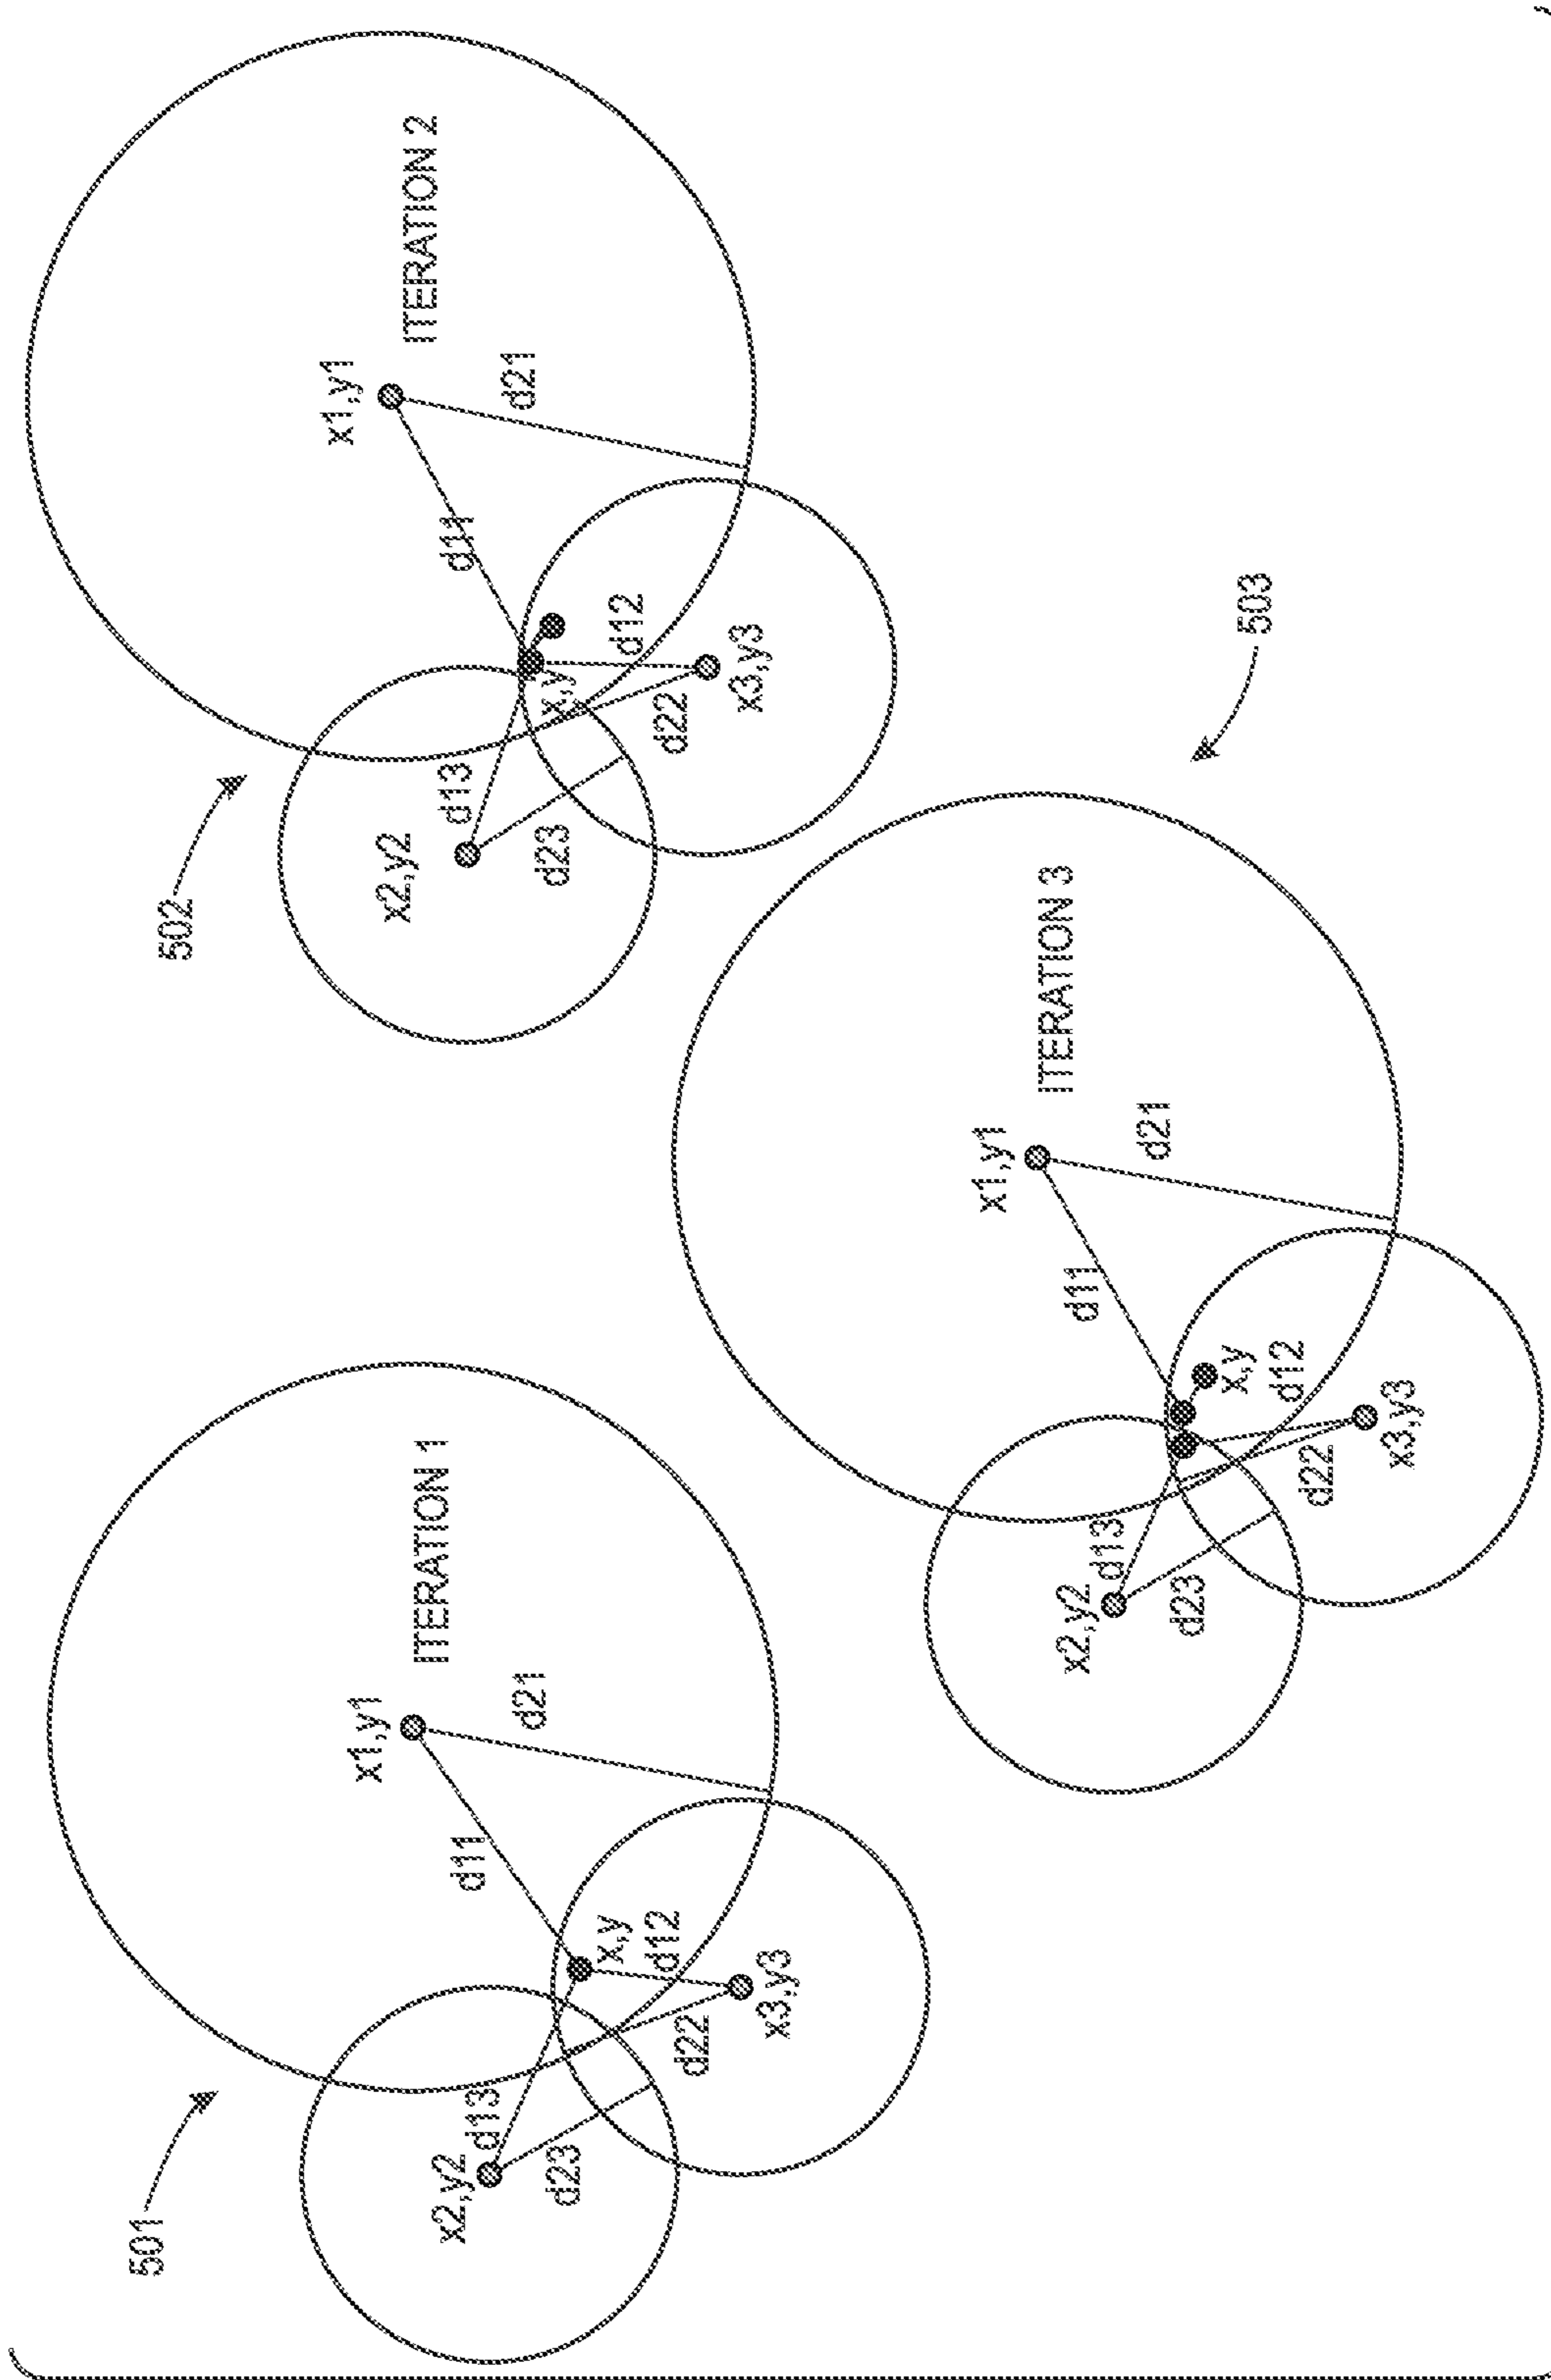 501
x2,y2
d13
d23
x1,y1
ITERATION 1
d11
d21
x,y
d12
d22
x3,y3
502
x2,y2
d13
d23
x1,y1
ITERATION 2
d11
d21
x,y
d12
d22
x3,y3
503
x2,y2
d13
d23
x1,y1
ITERATION 3
d11
d21
x,y
d12
d22
x3,y3